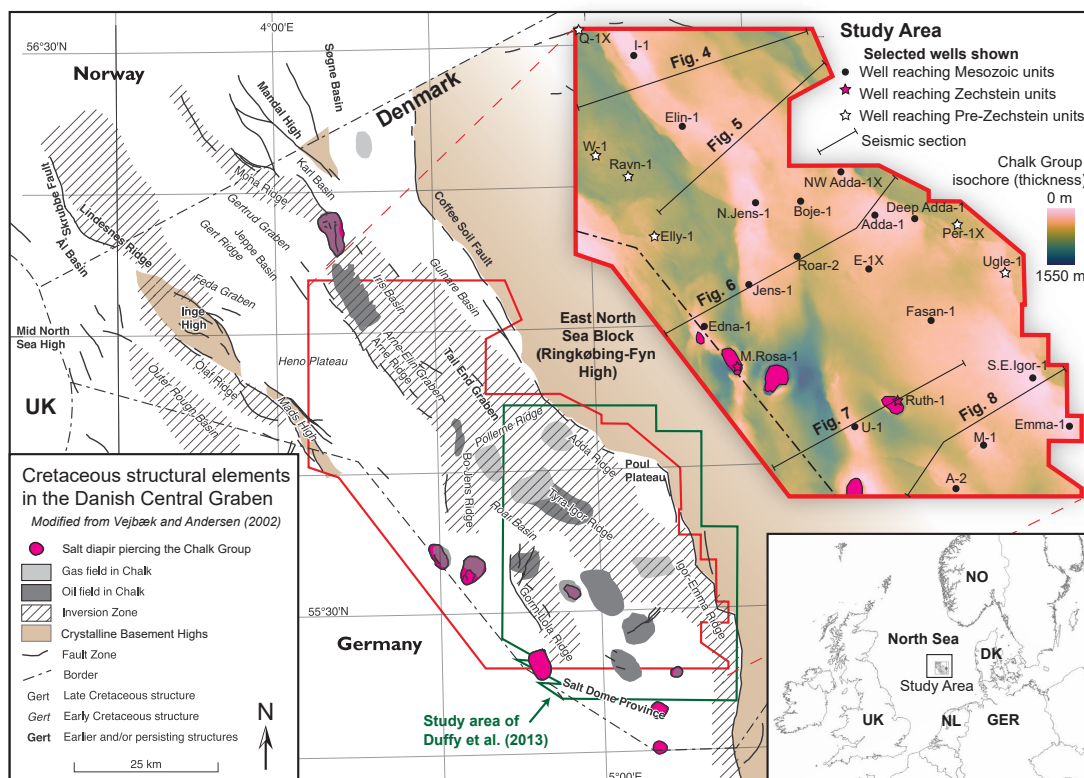 4°00'E
56°30'N
Norway
Søgne Basin
Mandal High
Denmark
Karl Basin
Mona Ridge
Gertrud Graben
Jeppe Basin
Gert Ridge
Skrubbe Fault
Ål Basin
Lindesnes Ridge
Feda Graben
Inge
High
Mid North
Sea High
Olaf Ridge
Outer Rough Basin
Mads High
UK
Heno Plateau
Iris Basin
Gulnare Basin
Coffee Soil Fault
Arne-Elin Graben
Arne Ridge
Tail End Graben
Pollerne Ridge
Adda Ridge
Bo-Jens Ridge
Roar Basin
Tyra-Igor Ridge
Poul
Plateau
Igor-Emma Ridge
Gorm-Lola Ridge
East North
Sea Block
(Ringkøbing-Fyn
High)
55°30'N
Germany
Salt Dome Province
Study area of
Duffy et al. (2013)
5°00'E
Study Area
Selected wells shown
Well reaching Mesozoic units
Well reaching Zechstein units
Well reaching Pre-Zechstein units
Seismic section
Chalk Group
isochore (thickness)
0 m
1550 m
Q-1X
I-1
Fig. 4
Elin-1
Fig. 5
W-1
Ravn-1
NW Adda-1X
N.Jens-1
Boje-1
Deep Adda-1
Adda-1
Per-1X
Elly-1
Roar-2
E-1X
Ugle-1
Fig. 6
Jens-1
Edna-1
Fasan-1
M.Rosa-1
S.E.Igor-1
Ruth-1
Fig. 7
U-1
Fig. 8
M-1
Emma-1
A-2
Cretaceous structural elements
in the Danish Central Graben
Modified from Vejbæk and Andersen (2002)
Salt diapir piercing the Chalk Group
Gas field in Chalk
Oil field in Chalk
Inversion Zone
Crystalline Basement Highs
Fault Zone
Border
Gert Late Cretaceous structure
Gert Early Cretaceous structure
Gert Earlier and/or persisting structures
25 km
N
NO
North Sea
DK
Study Area
UK
NL
GER